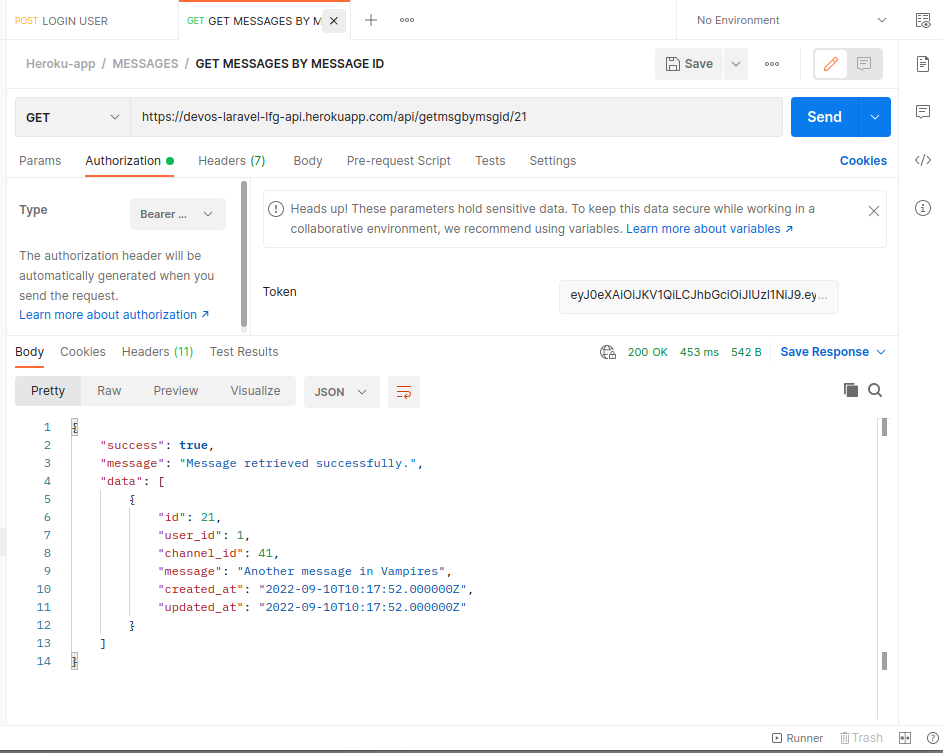 POST LOGIN USER
GET GET MESSAGES BY M
No Environment
Heroku-app / MESSAGES / GET MESSAGES BY MESSAGE ID
Save
GET
https://devos-laravel-lfg-api.herokuapp.com/api/getmsgbymsgid/21
Send
Params Authorization Headers (7) Body Pre-request Script Tests Settings Cookies
Type
Bearer ...
The authorization header will be
automatically generated when you
send the request.
Learn more about authorization ↗
Heads up! These parameters hold sensitive data. To keep this data secure while working in a
collaborative environment, we recommend using variables. Learn more about variables ↗
Token
eyJ0eXAiOiJKV1QiLCJhbGciOiJIUzI1NiJ9.ey...
Body Cookies Headers (11) Test Results
200 OK 453 ms 542 B Save Response
Pretty Raw Preview Visualize JSON
1 {
2 "success": true,
3 "message": "Message retrieved successfully.",
4 "data": [
5 {
6 "id": 21,
7 "user_id": 1,
8 "channel_id": 41,
9 "message": "Another message in Vampires",
10 "created_at": "2022-09-10T10:17:52.000000Z",
11 "updated_at": "2022-09-10T10:17:52.000000Z"
12 }
13 ]
14 }
Runner Trash